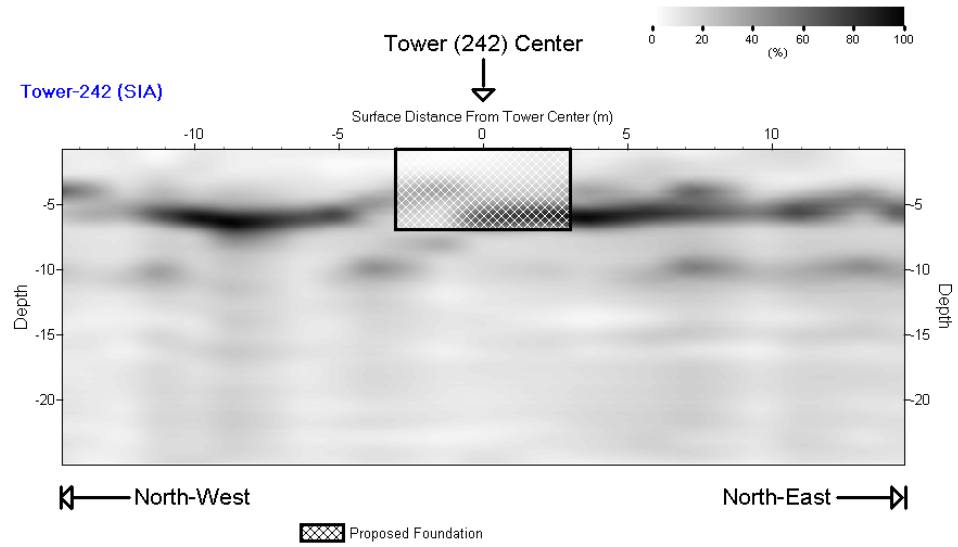 0 20 40 60 80 100
(%)
Tower (242) Center
Tower-242 (SIA)
Surface Distance From Tower Center (m)
-10 -5 0 5 10
-5 -5
-10 -10
Depth Depth
-15 -15
-20 -20
North-West North-East
Proposed Foundation